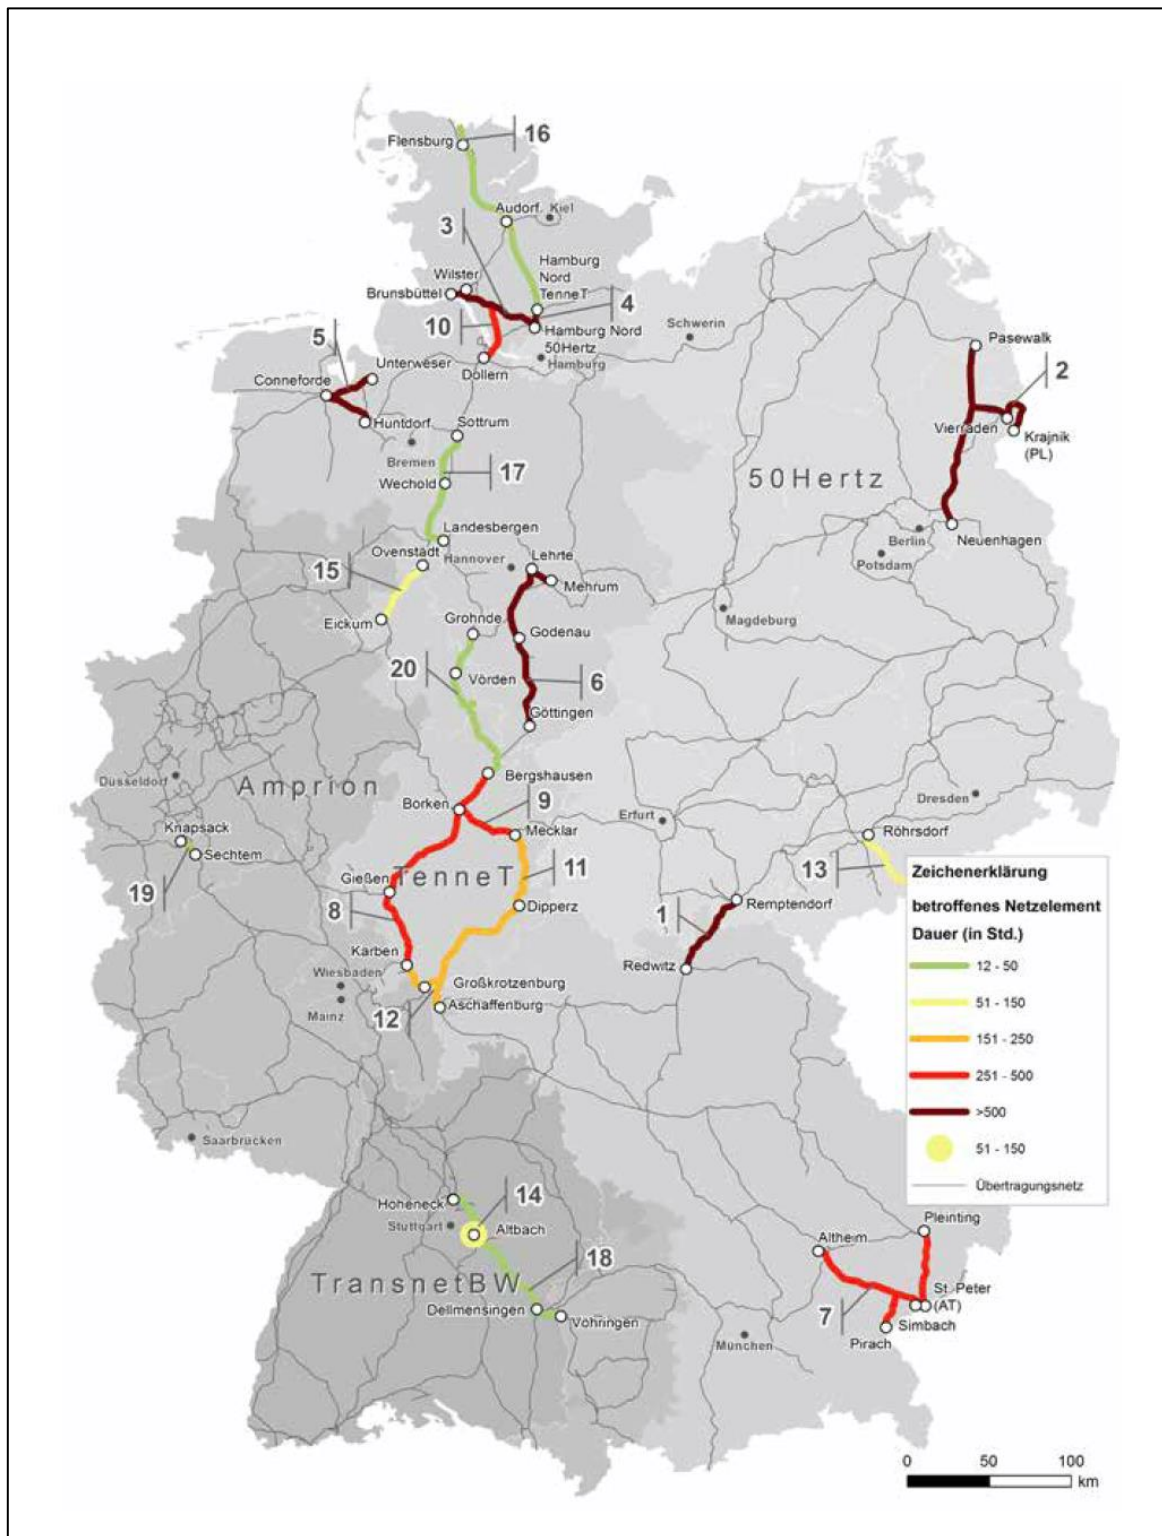 16
Flensburg
Audorf
Kiel
3
Hamburg
Nord
TenneT
Wilster
Brunsbüttel
4
10
Hamburg Nord
50Hertz
Hamburg
Schwerin
5
Unterweser
Dollern
Pasewalk
Conneforde
2
Huntdorf
Sottrum
Vierraden
Krajnik
(PL)
Bremen
17
Wechold
50Hertz
Landesbergen
Berlin
Neuenhagen
Ovenstädt
Hannover
Lehrte
Potsdam
15
Mehrum
Eickum
Grohnde
Magdeburg
Godenau
20
Vörden
6
Göttingen
Düsseldorf
Amprion
Bergshausen
Borken
9
Dresden
Knapsack
Mecklar
Erfurt
Röhrsdorf
Sechtem
TenneT
11
13
19
Gießen
8
Dipperz
1
Remptendorf
Karben
Redwitz
Wiesbaden
Großkrotzenburg
Mainz
12
Aschaffenburg
Zeichenerklärung
betroffenes Netzelement
Dauer (in Std.)
12 - 50
51 - 150
151 - 250
251 - 500
>500
51 - 150
Übertragungsnetz
Saarbrücken
Hoheneck
14
Stuttgart
Altbach
Pleinting
Altheim
18
TransnetBW
St. Peter
(AT)
Dellmensingen
Vöhringen
7
Simbach
Pirach
München
0 50 100
km